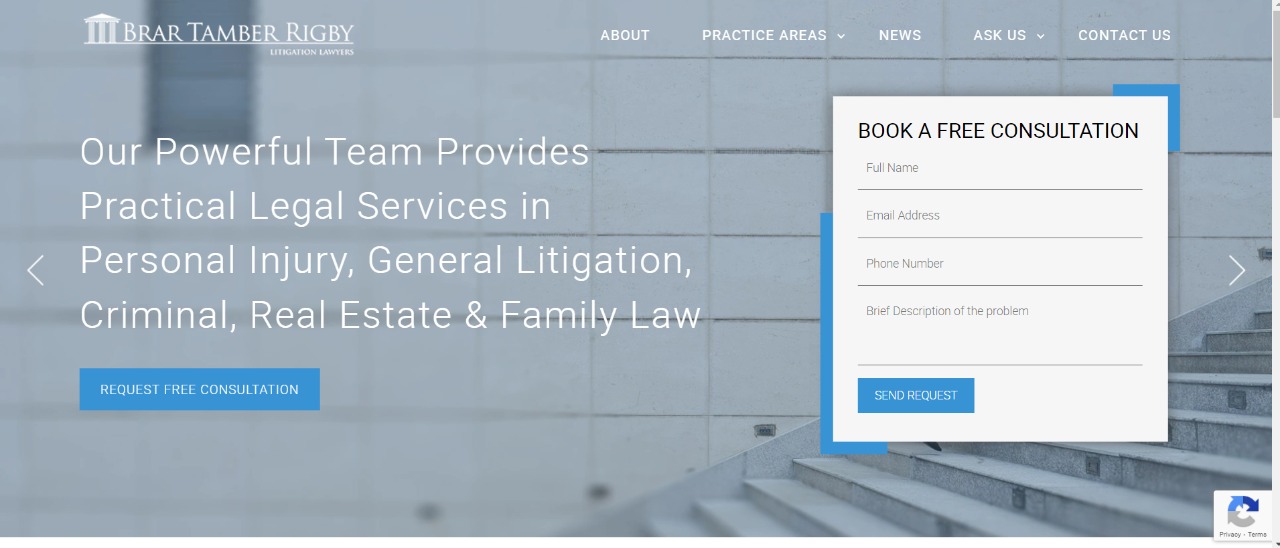 BRAR TAMBER RIGBY
LITIGATION LAWYERS
ABOUT
PRACTICE AREAS
NEWS
ASK US
CONTACT US
Our Powerful Team Provides
Practical Legal Services in
Personal Injury, General Litigation,
Criminal, Real Estate & Family Law
REQUEST FREE CONSULTATION
BOOK A FREE CONSULTATION
Full Name
Email Address
Phone Number
Brief Description of the problem
SEND REQUEST
Privacy - Terms